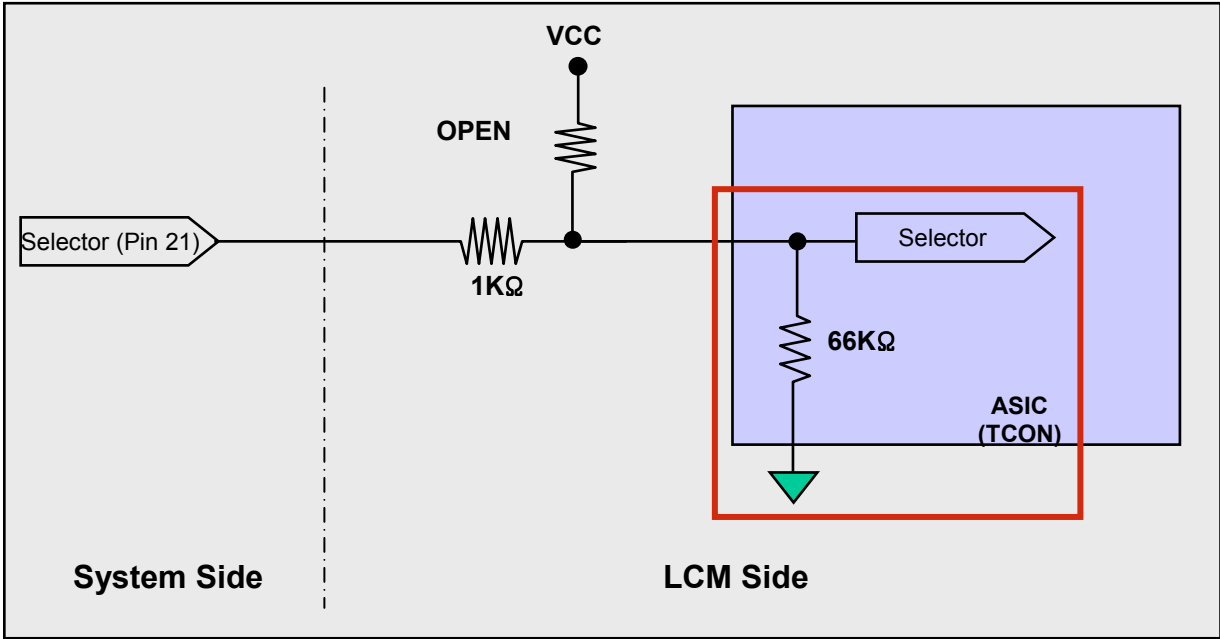 VCC
OPEN
Selector (Pin 21)
Selector
1KΩ
66KΩ
ASIC
(TCON)
System Side
LCM Side